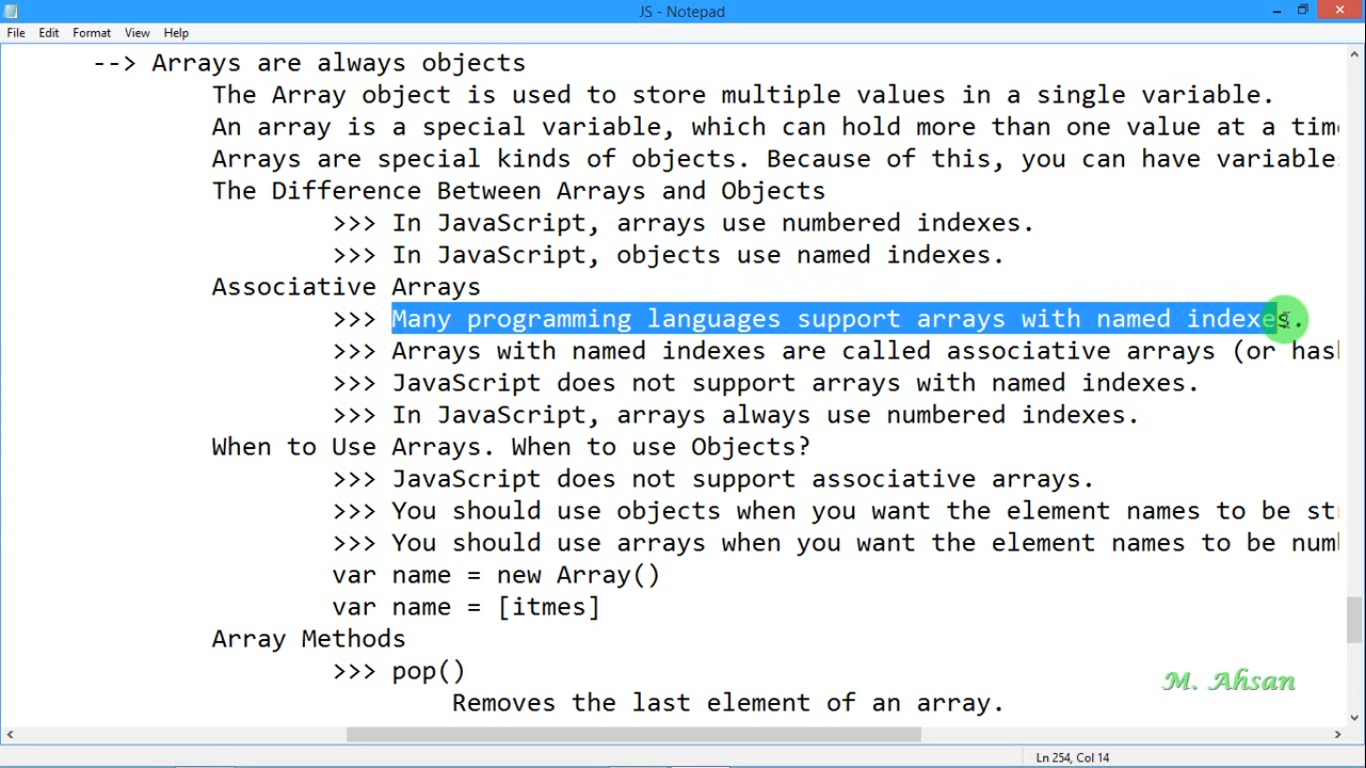 JS - Notepad
File Edit Format View Help
--> Arrays are always objects
The Array object is used to store multiple values in a single variable.
An array is a special variable, which can hold more than one value at a
Arrays are special kinds of objects. Because of this, you can have
The Difference Between Arrays and Objects
>>> In JavaScript, arrays use numbered indexes.
>>> In JavaScript, objects use named indexes.
Associative Arrays
>>> Many programming languages support arrays with named indexes.
>>> Arrays with named indexes are called associative arrays (or
>>> JavaScript does not support arrays with named indexes.
>>> In JavaScript, arrays always use numbered indexes.
When to Use Arrays. When to use Objects?
>>> JavaScript does not support associative arrays.
>>> You should use objects when you want the element names to be
>>> You should use arrays when you want the element names to be
var name = new Array()
var name = [itmes]
Array Methods
>>> pop()
Removes the last element of an array.
M. Ahsan
Ln 254, Col 14